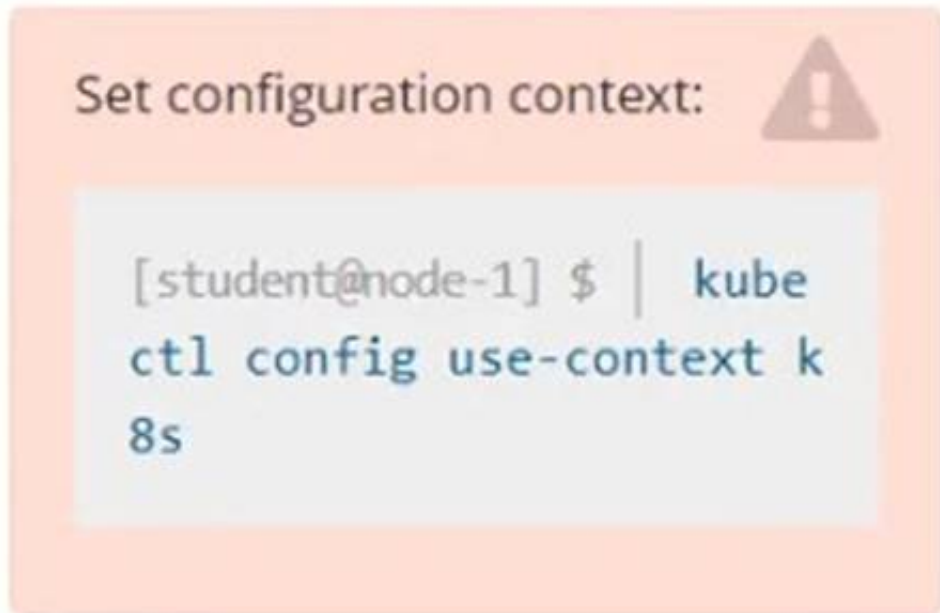 Set configuration context:
[student@node-1] $ | kube
ctl config use-context k
8s